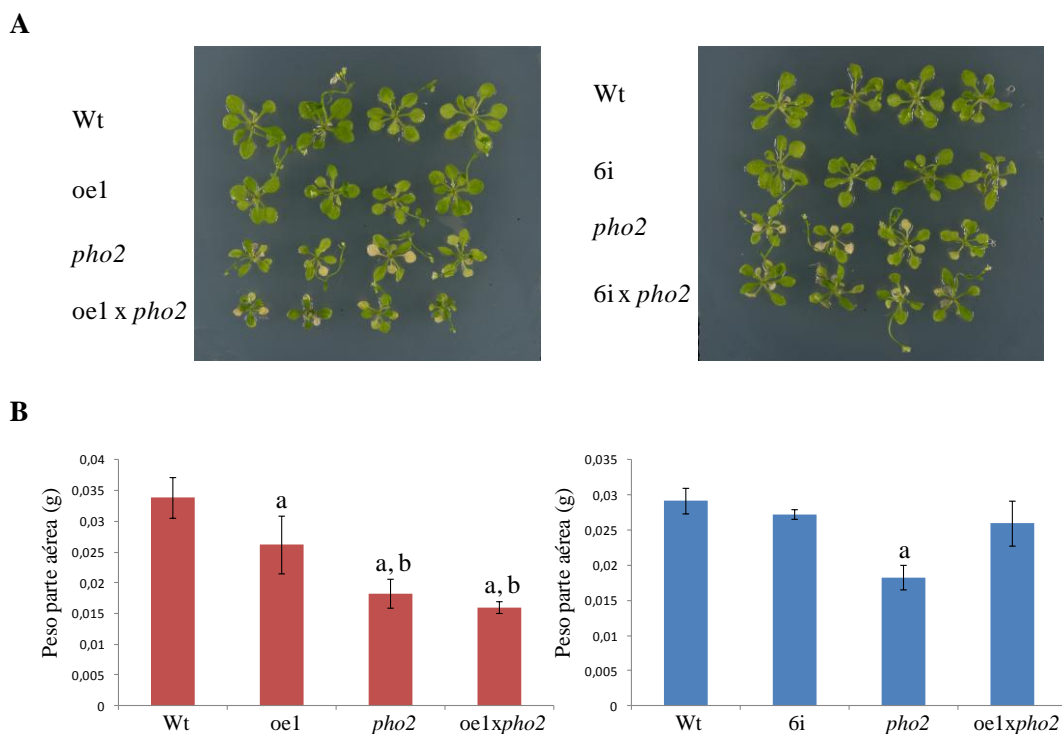 A
Wt
oe1
pho2
oe1 x pho2
Wt
6i
pho2
6i x pho2
B
Peso parte aérea (g)
0,04
0,035
0,03
0,025
0,02
0,015
0,01
0,005
0
a
a, b
a, b
Wt
oe1
pho2
oe1xpho2
Peso parte aérea (g)
0,035
0,03
0,025
0,02
0,015
0,01
0,005
0
a
Wt
6i
pho2
oe1xpho2